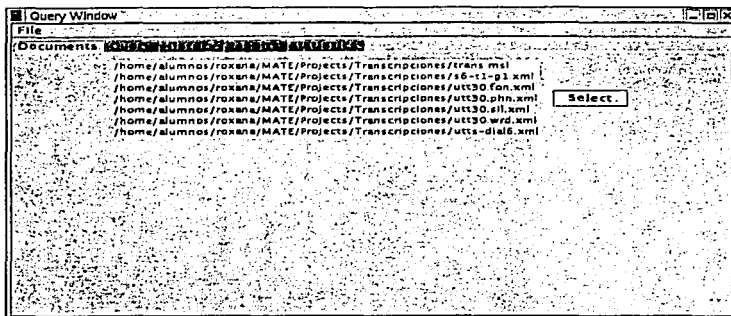 Query Window
File
Documents
/home/alumnos/roxana/MATE/Projects/Transcripciones/trans.msl
/home/alumnos/roxana/MATE/Projects/Transcripciones/s6-t1-g1.xml
/home/alumnos/roxana/MATE/Projects/Transcripciones/utt30.fon.xml
/home/alumnos/roxana/MATE/Projects/Transcripciones/utt30.phn.xml
/home/alumnos/roxana/MATE/Projects/Transcripciones/utt30.sil.xml
/home/alumnos/roxana/MATE/Projects/Transcripciones/utt30.wrd.xml
/home/alumnos/roxana/MATE/Projects/Transcripciones/utts-dial6.xml
Select.